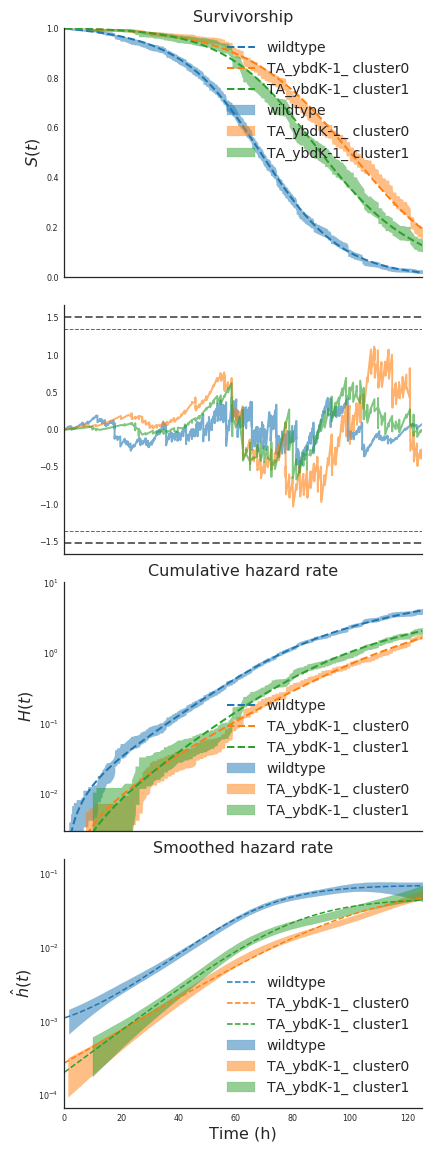 Survivorship
1.0
0.8
0.6
0.4
0.2
0.0
S(t)
wildtype
TA_ybdK-1_ cluster0
TA_ybdK-1_ cluster1
wildtype
TA_ybdK-1_ cluster0
TA_ybdK-1_ cluster1
1.5
1.0
0.5
0.0
−0.5
−1.0
−1.5
Cumulative hazard rate
10¹
10⁰
10⁻¹
10⁻²
H(t)
wildtype
TA_ybdK-1_ cluster0
TA_ybdK-1_ cluster1
wildtype
TA_ybdK-1_ cluster0
TA_ybdK-1_ cluster1
Smoothed hazard rate
10⁻¹
10⁻²
10⁻³
10⁻⁴
ĥ(t)
wildtype
TA_ybdK-1_ cluster0
TA_ybdK-1_ cluster1
wildtype
TA_ybdK-1_ cluster0
TA_ybdK-1_ cluster1
0 20 40 60 80 100 120
Time (h)